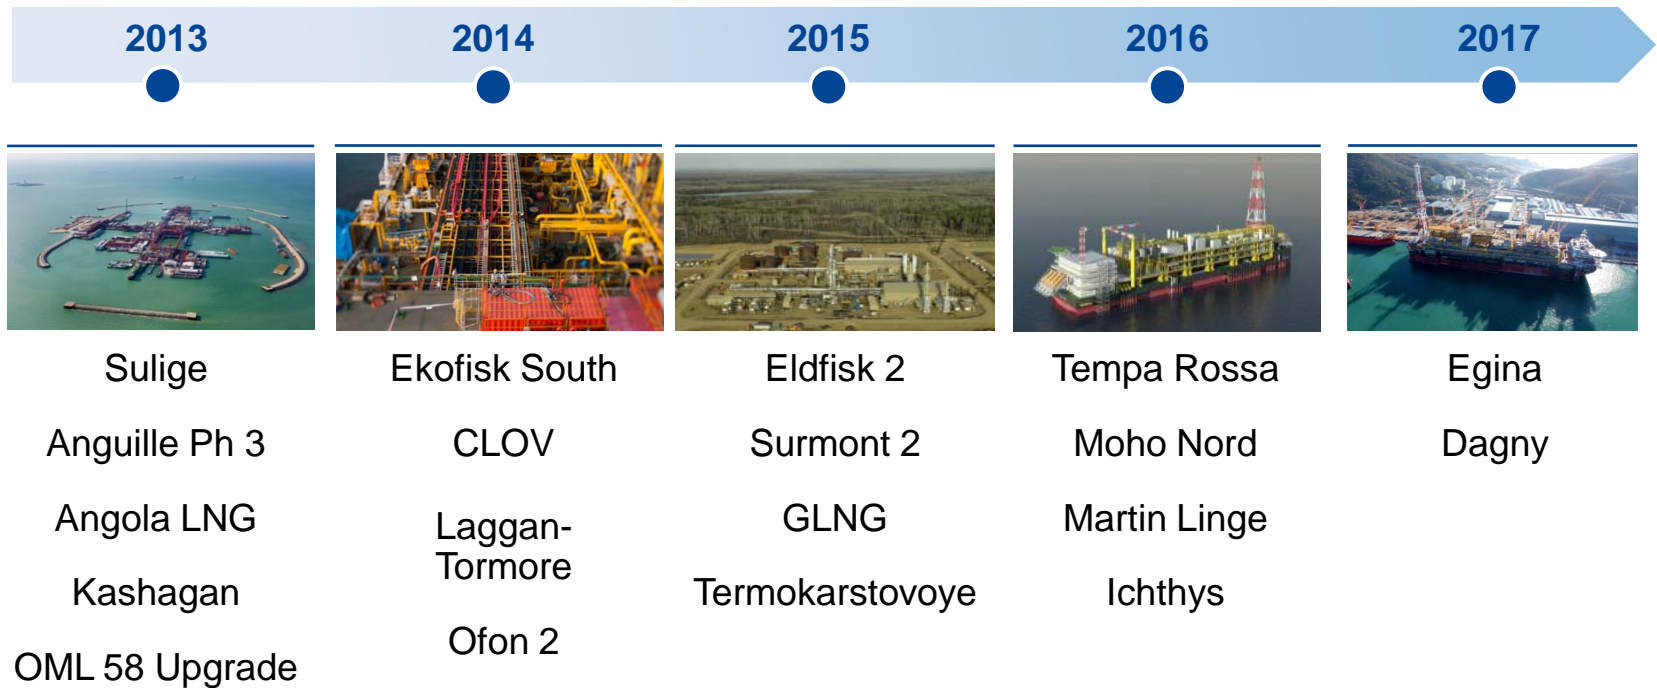 2013
2014
2015
2016
2017
Sulige
Anguille Ph 3
Angola LNG
Kashagan
OML 58 Upgrade
Ekofisk South
CLOV
Laggan-
Tormore
Ofon 2
Eldfisk 2
Surmont 2
GLNG
Termokarstovoye
Tempa Rossa
Moho Nord
Martin Linge
Ichthys
Egina
Dagny